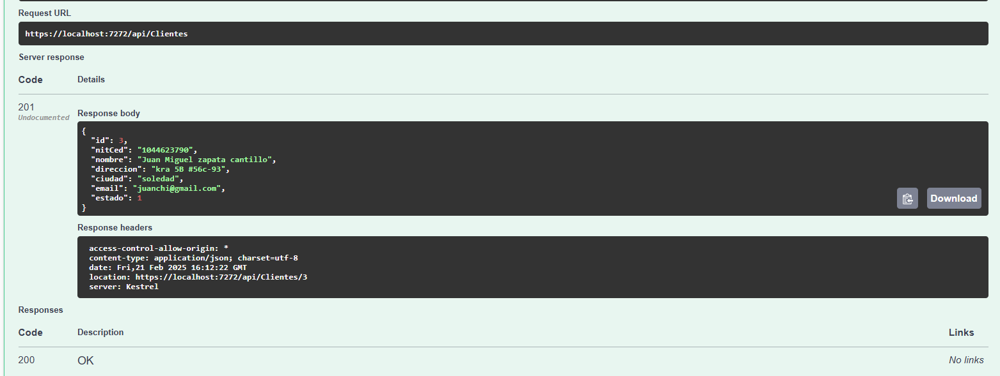 Request URL
https://localhost:7272/api/Clientes
Server response
Code Details
201
Undocumented
Response body
{
"id": 3,
"nitCed": "1044623790",
"nombre": "Juan Miguel zapata cantillo",
"direccion": "kra 5B #56c-93",
"ciudad": "soledad",
"email": "juanchi@gmail.com",
"estado": 1
}
Download
Response headers
access-control-allow-origin: *
content-type: application/json; charset=utf-8
date: Fri,21 Feb 2025 16:12:22 GMT
location: https://localhost:7272/api/Clientes/3
server: Kestrel
Responses
Code Description Links
200 OK No links